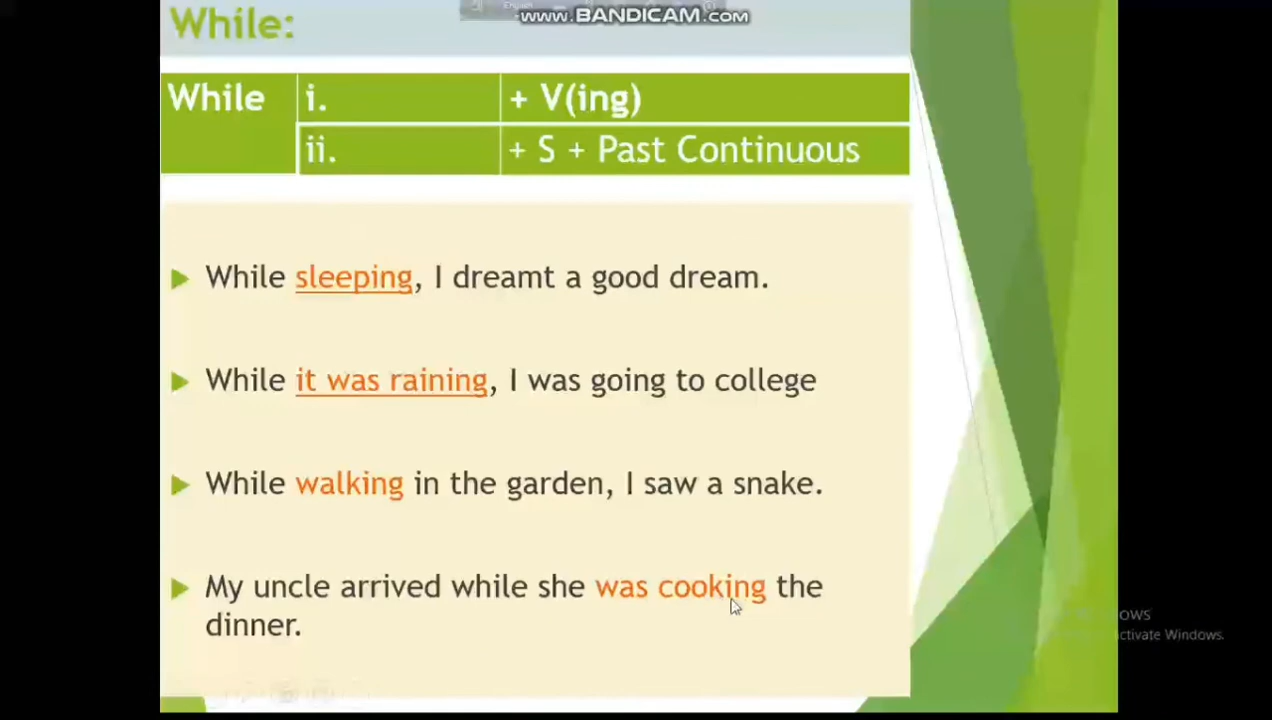 www.BANDICAM.com
While:
While i. + V(ing)
ii. + S + Past Continuous
While sleeping, I dreamt a good dream.
While it was raining, I was going to college
While walking in the garden, I saw a snake.
My uncle arrived while she was cooking the
dinner.
ctivate Windows.